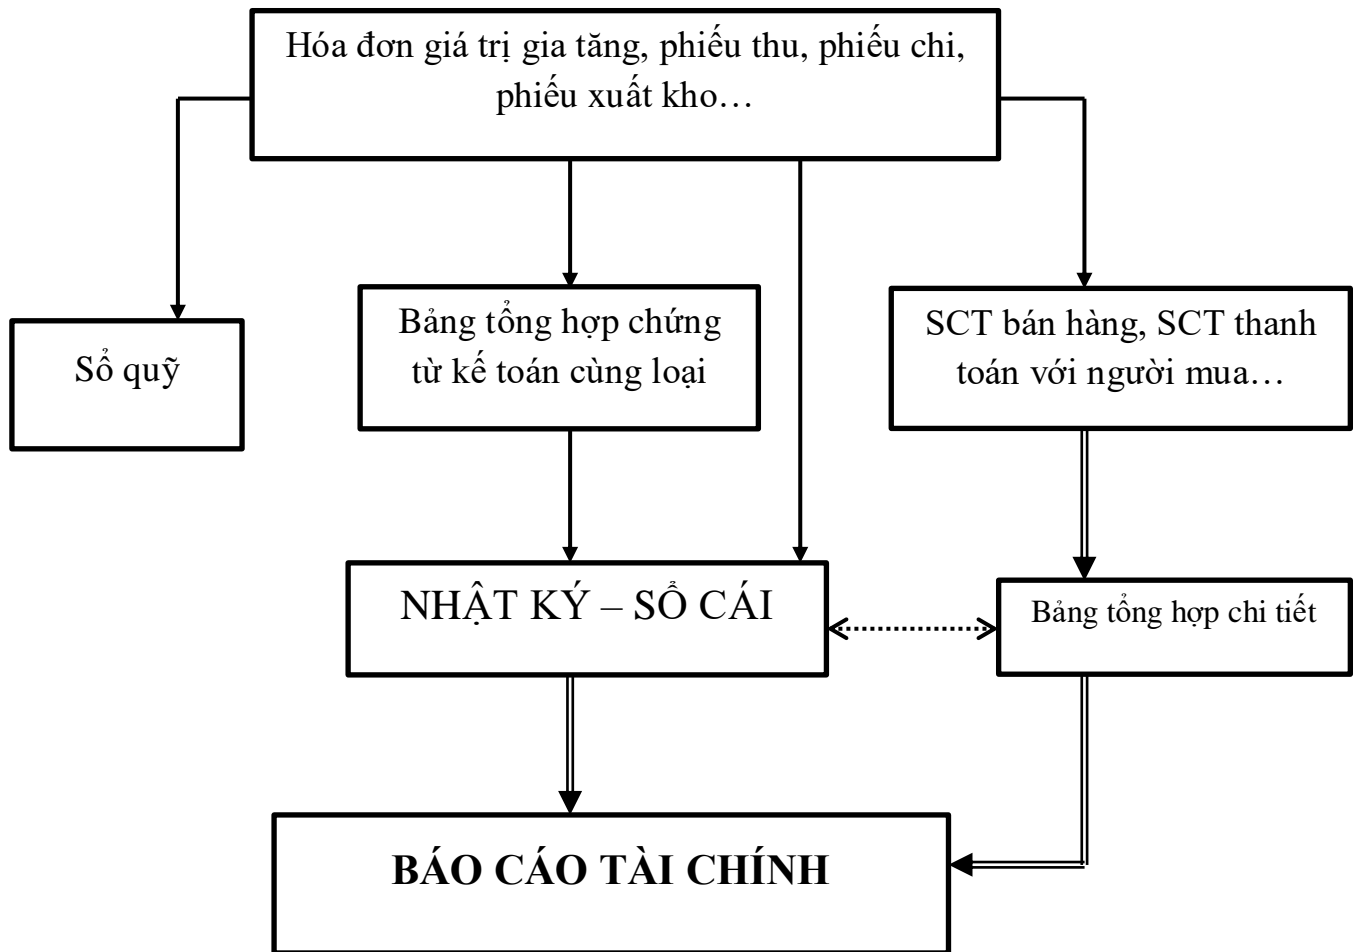 Hóa đơn giá trị gia tăng, phiếu thu, phiếu chi,
phiếu xuất kho…
Sổ quỹ
Bảng tổng hợp chứng
từ kế toán cùng loại
SCT bán hàng, SCT thanh
toán với người mua…
NHẬT KÝ – SỔ CÁI
Bảng tổng hợp chi tiết
BÁO CÁO TÀI CHÍNH